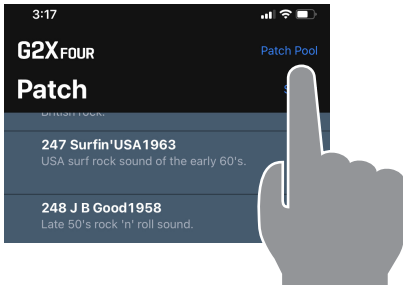 3:17
G2X FOUR
Patch Pool
Patch
British rock.
247 Surfin'USA1963
USA surf rock sound of the early 60's.
248 J B Good1958
Late 50's rock 'n' roll sound.